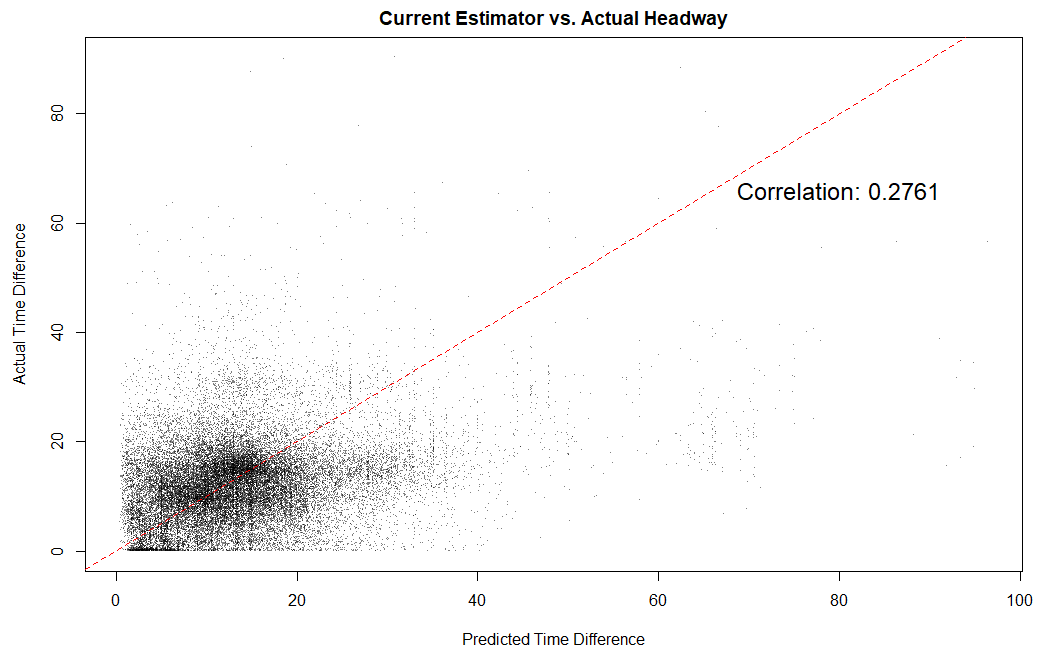 Current Estimator vs. Actual Headway
80
60
40
20
0
Actual Time Difference
Correlation: 0.2761
0 20 40 60 80 100
Predicted Time Difference